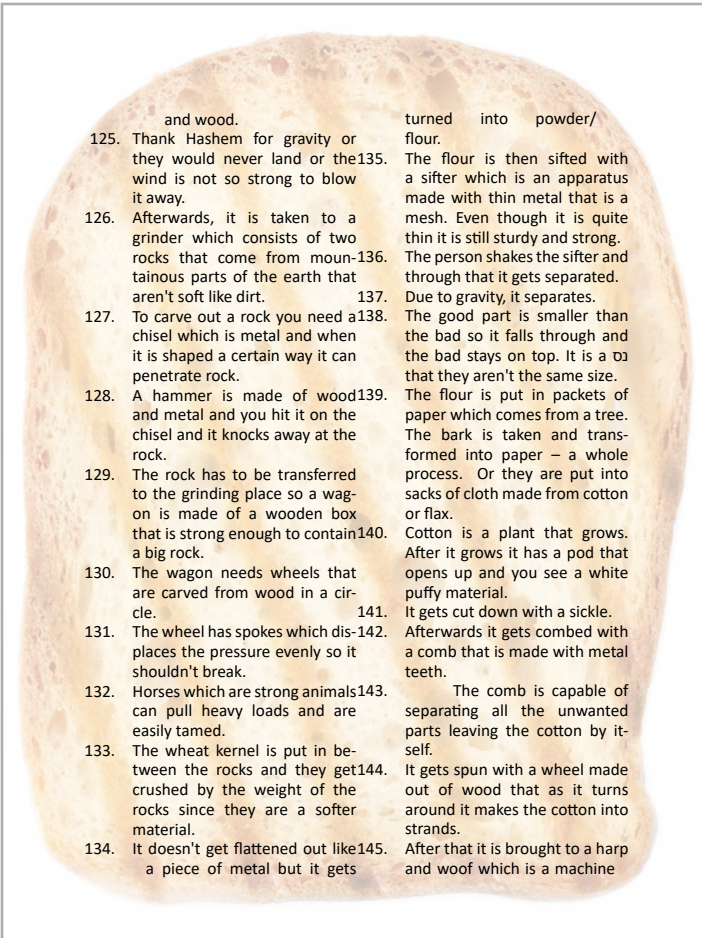 and wood.
125. Thank Hashem for gravity or
they would never land or the
wind is not so strong to blow
it away.
126. Afterwards, it is taken to a
grinder which consists of two
rocks that come from moun-
tainous parts of the earth that
aren't soft like dirt.
127. To carve out a rock you need a
chisel which is metal and when
it is shaped a certain way it can
penetrate rock.
128. A hammer is made of wood
and metal and you hit it on the
chisel and it knocks away at the
rock.
129. The rock has to be transferred
to the grinding place so a wag-
on is made of a wooden box
that is strong enough to contain
a big rock.
130. The wagon needs wheels that
are carved from wood in a cir-
cle.
131. The wheel has spokes which dis-
places the pressure evenly so it
shouldn't break.
132. Horses which are strong animals
can pull heavy loads and are
easily tamed.
133. The wheat kernel is put in be-
tween the rocks and they get
crushed by the weight of the
rocks since they are a softer
material.
134. It doesn't get flattened out like
a piece of metal but it gets
turned into powder/
flour.
135. The flour is then sifted with
a sifter which is an apparatus
made with thin metal that is a
mesh. Even though it is quite
thin it is still sturdy and strong.
136. The person shakes the sifter and
through that it gets separated.
137. Due to gravity, it separates.
138. The good part is smaller than
the bad so it falls through and
the bad stays on top. It is a נס
that they aren't the same size.
139. The flour is put in packets of
paper which comes from a tree.
The bark is taken and trans-
formed into paper – a whole
process. Or they are put into
sacks of cloth made from cotton
or flax.
140. Cotton is a plant that grows.
After it grows it has a pod that
opens up and you see a white
puffy material.
141. It gets cut down with a sickle.
142. Afterwards it gets combed with
a comb that is made with metal
teeth.
143. The comb is capable of
separating all the unwanted
parts leaving the cotton by it-
self.
144. It gets spun with a wheel made
out of wood that as it turns
around it makes the cotton into
strands.
145. After that it is brought to a harp
and woof which is a machine